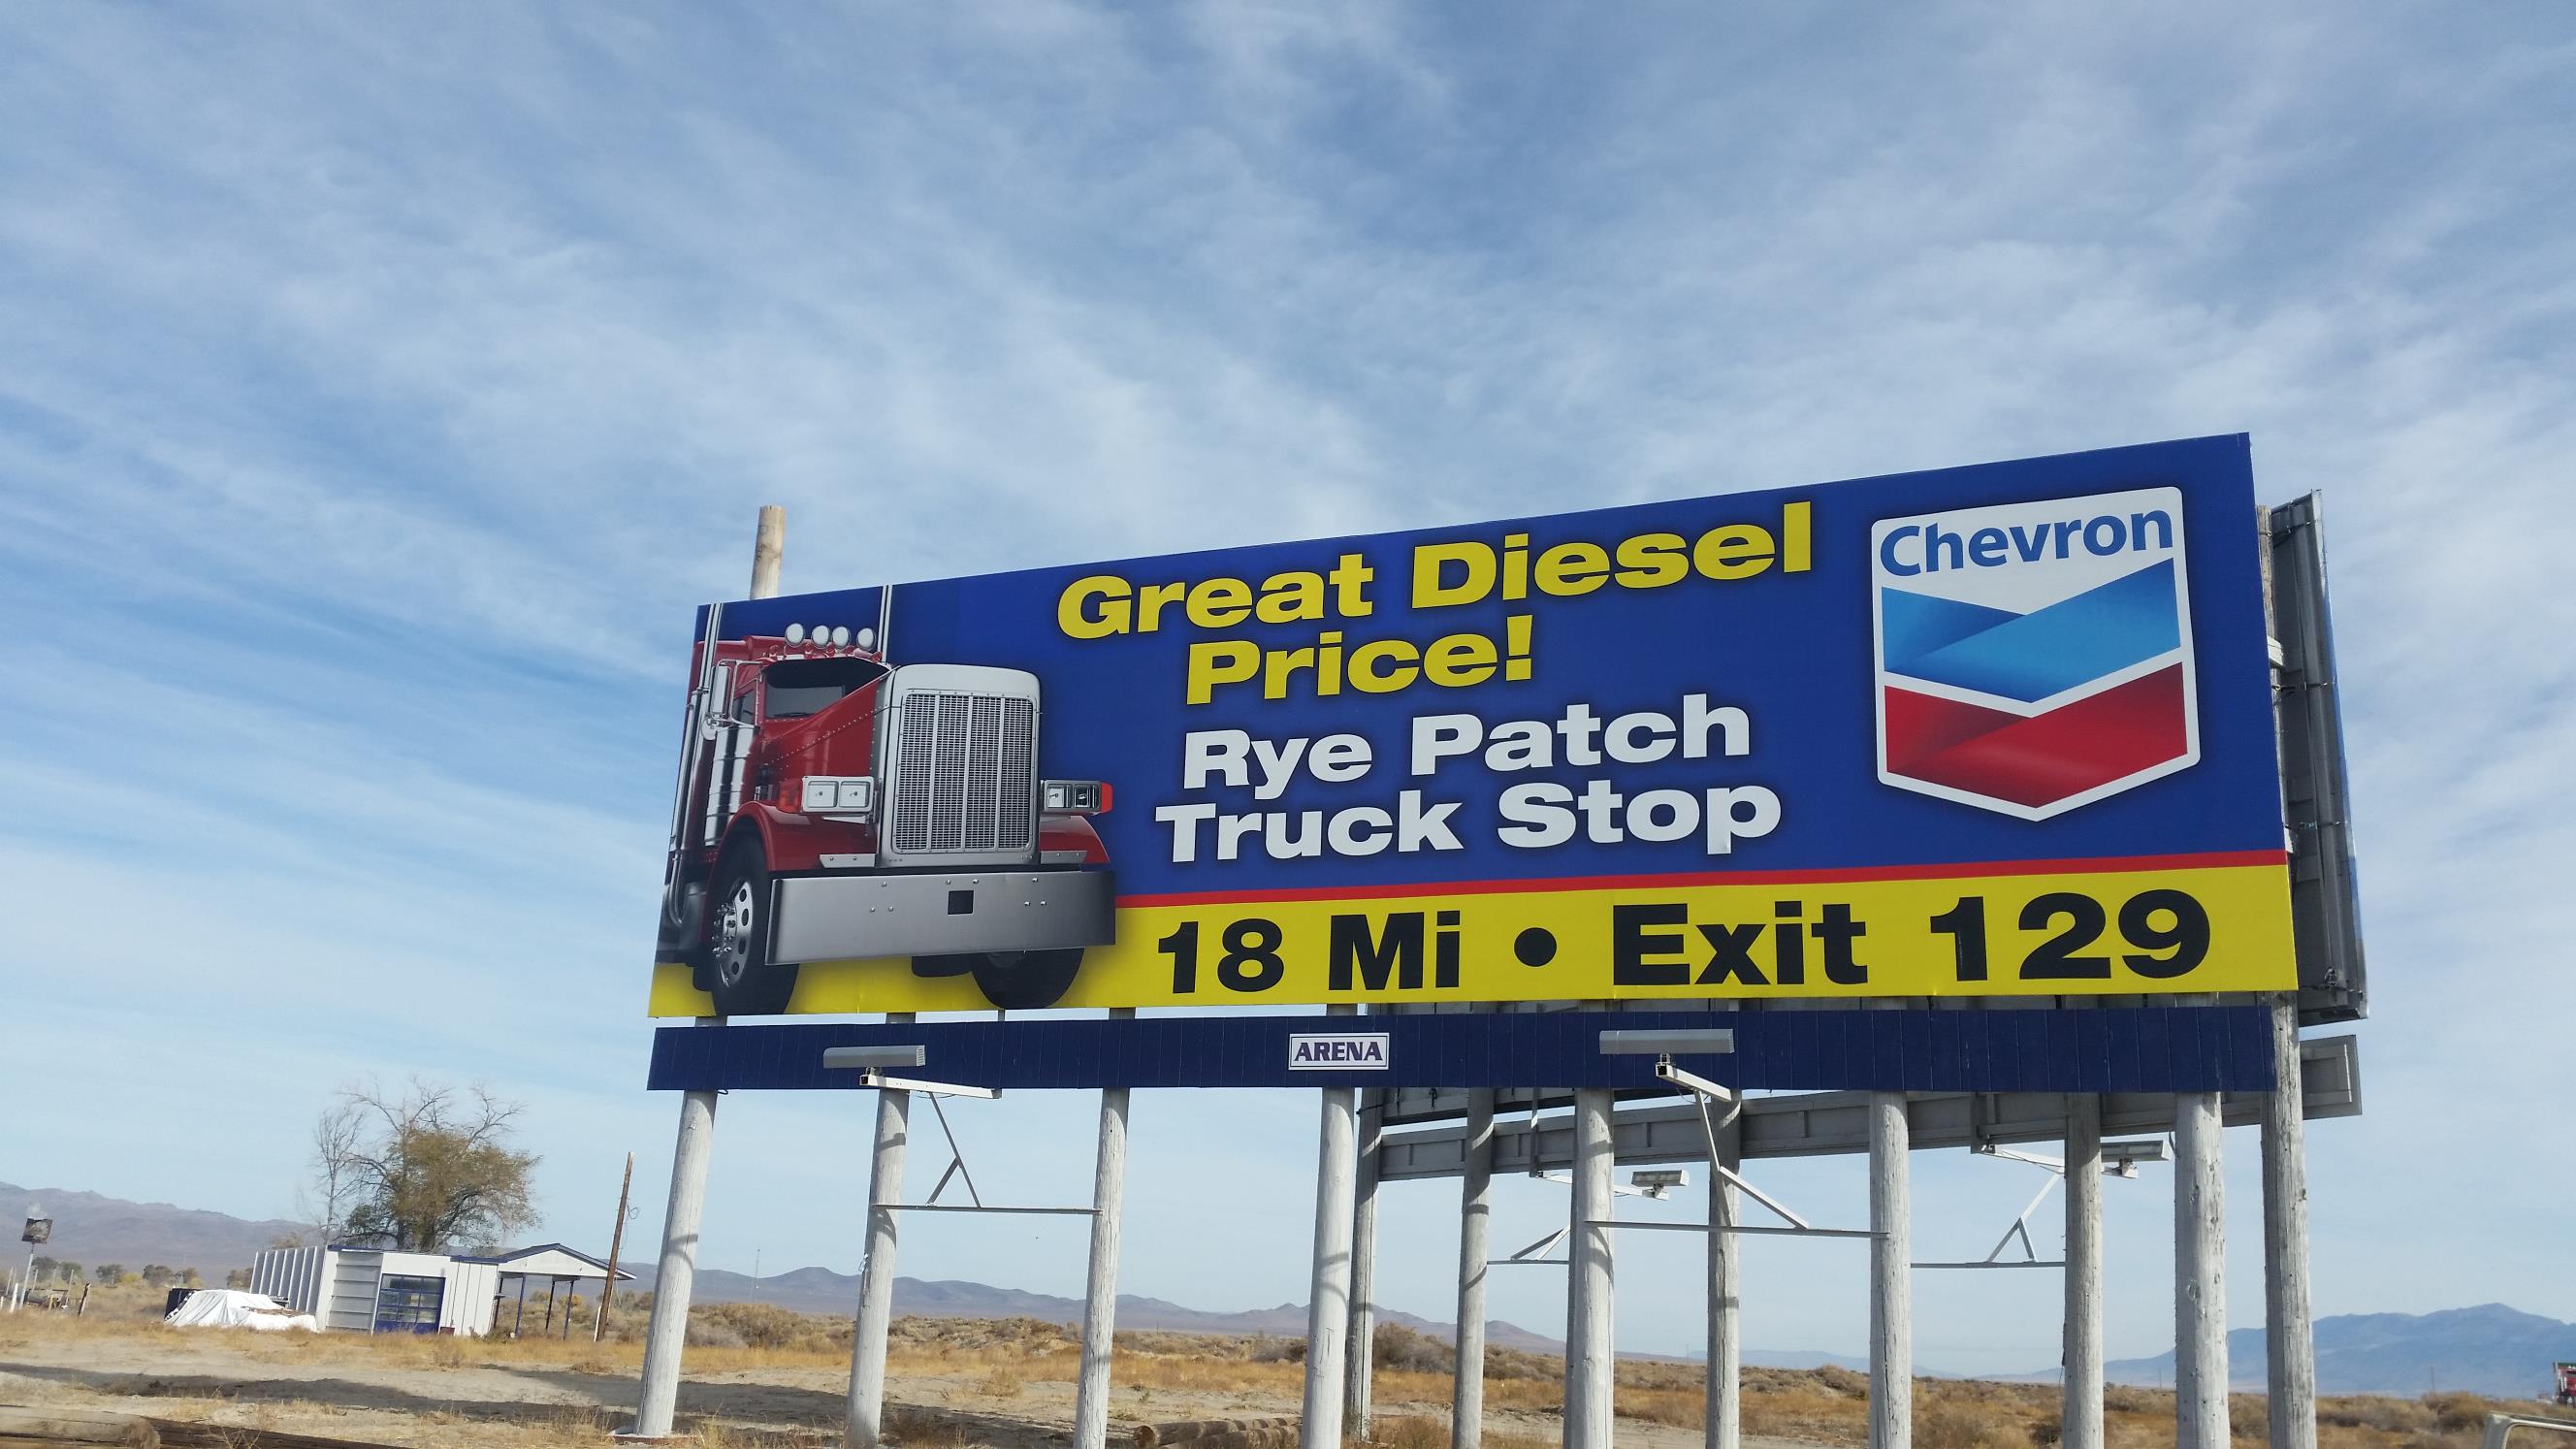 Great Diesel
Price!
Rye Patch
Truck Stop
Chevron
18 Mi • Exit 129
ARENA